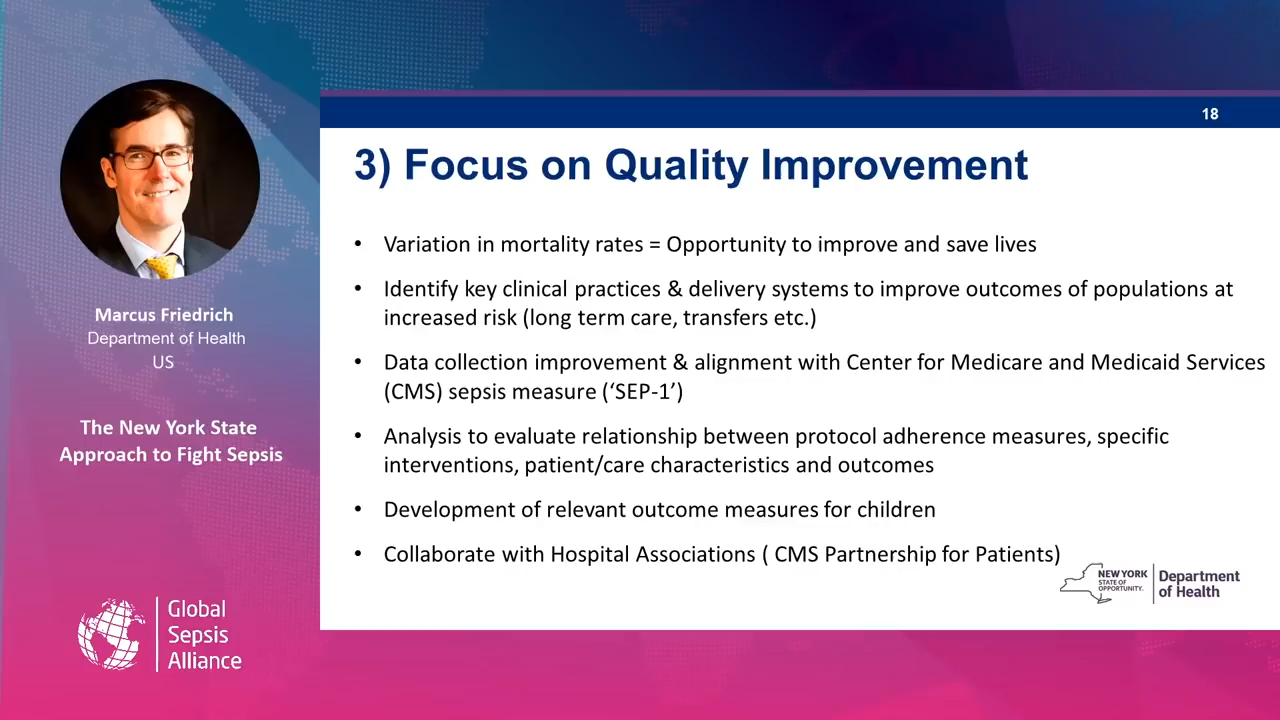 Marcus Friedrich
Department of Health
US
The New York State
Approach to Fight Sepsis
Global
Sepsis
Alliance
18
3) Focus on Quality Improvement
• Variation in mortality rates = Opportunity to improve and save lives
• Identify key clinical practices & delivery systems to improve outcomes of populations at
increased risk (long term care, transfers etc.)
• Data collection improvement & alignment with Center for Medicare and Medicaid Services
(CMS) sepsis measure (‘SEP-1’)
• Analysis to evaluate relationship between protocol adherence measures, specific
interventions, patient/care characteristics and outcomes
• Development of relevant outcome measures for children
• Collaborate with Hospital Associations ( CMS Partnership for Patients)
NEW YORK
STATE OF
OPPORTUNITY.
Department
of Health